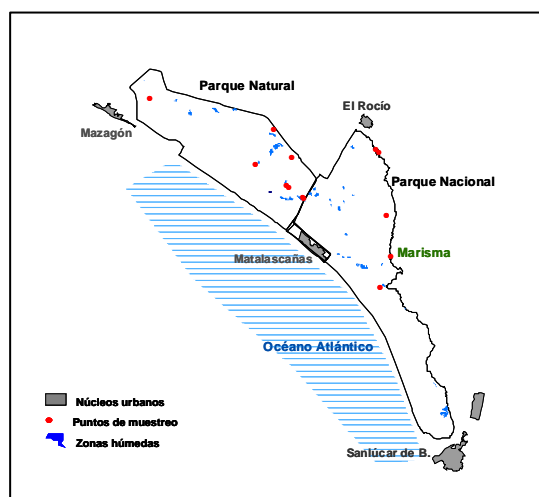 Parque Natural
El Rocío
Mazagón
Parque Nacional
Marisma
Matalascañas
Océano Atlántico
Núcleos urbanos
Puntos de muestreo
Zonas húmedas
Sanlúcar de B.